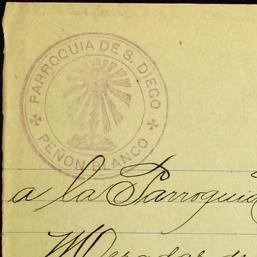 PARROQUIA DE S. DIEGO
PEÑON BLANCO
a la Parroquia